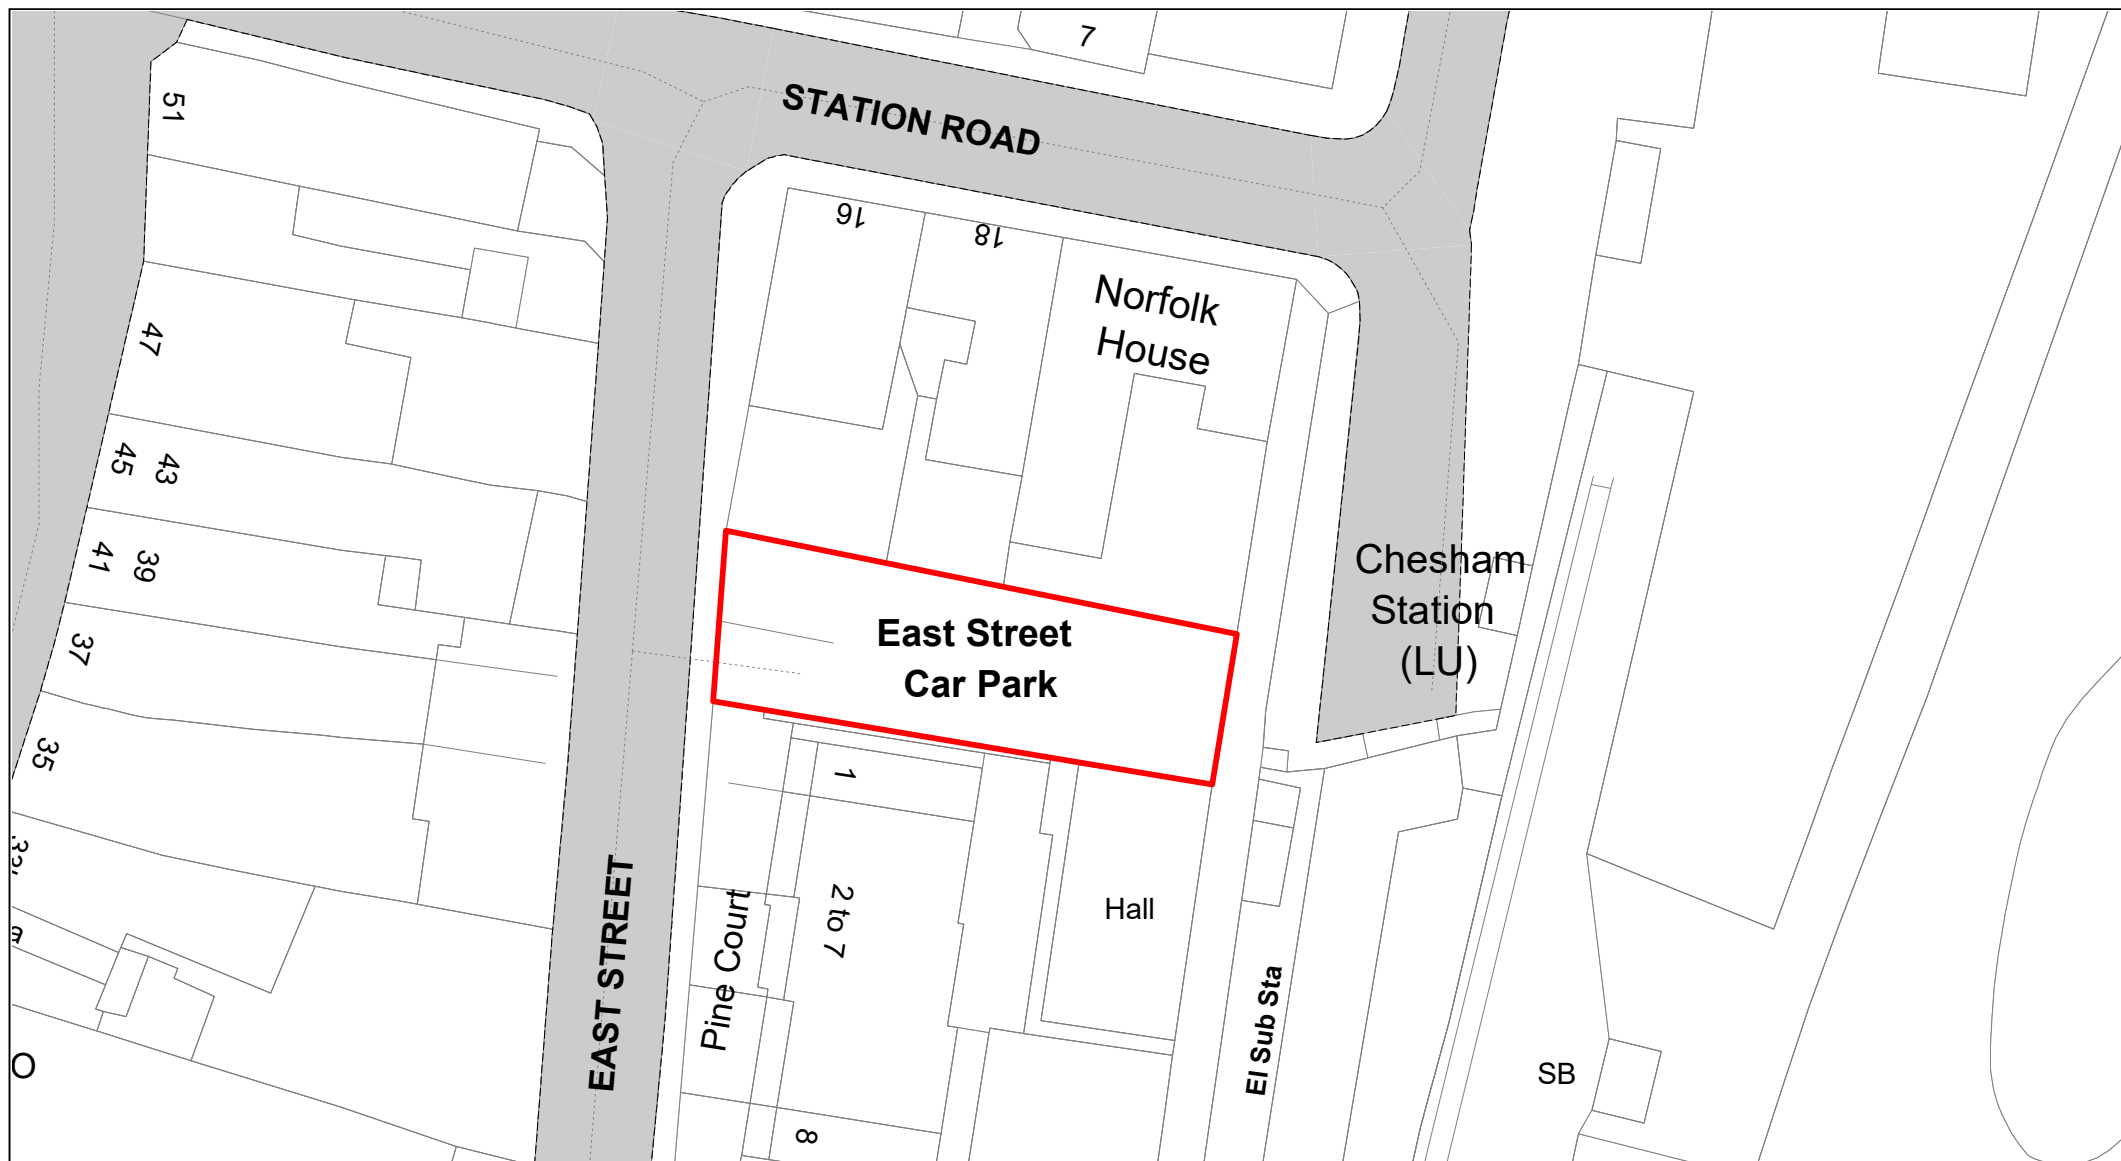 7
STATION ROAD
51
16
18
Norfolk
House
47
45
43
41
39
Chesham
Station
(LU)
East Street
Car Park
37
35
1
2 to 7
Hall
Pine Court
EAST STREET
a
El Sub Sta
O
SB
8